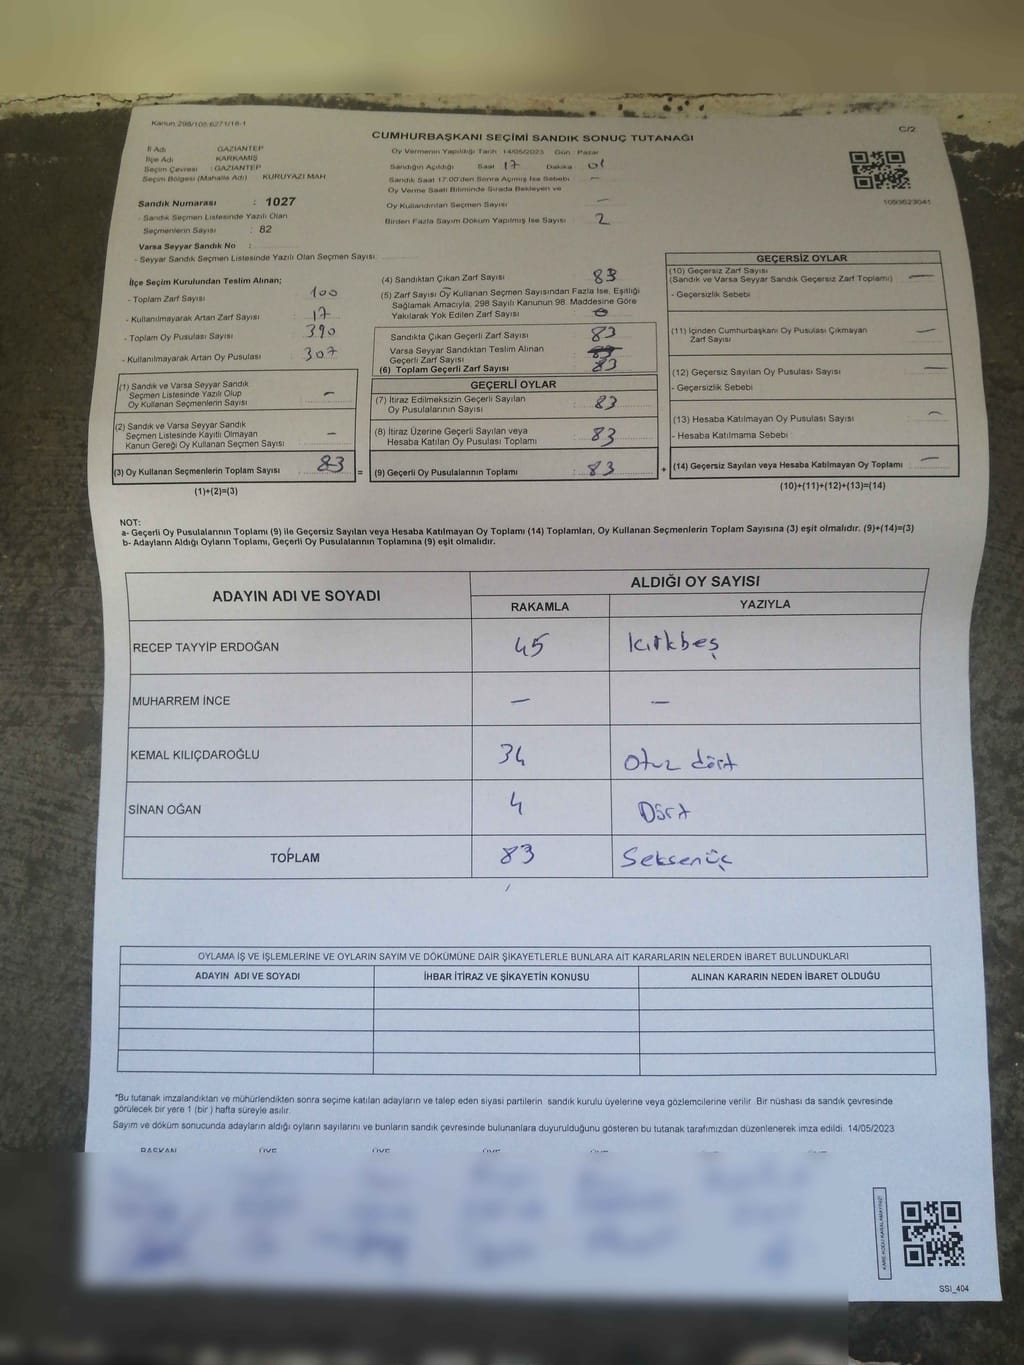 Kanun 298/105 6271/18-1
C/2
CUMHURBAŞKANI SEÇİMİ SANDIK SONUÇ TUTANAĞI
İl Adı : GAZİANTEP
İlçe Adı : KARKAMIŞ
Seçim Çevresi : GAZİANTEP
Seçim Bölgesi (Mahalle Adı) : KURUYAZI MAH
Sandık Numarası : 1027
- Sandık Seçmen Listesinde Yazılı Olan
Seçmenlerin Sayısı : 82
Varsa Seyyar Sandık No :
- Seyyar Sandık Seçmen Listesinde Yazılı Olan Seçmen Sayısı
Oy Vermenin Yapıldığı Tarih : 14/05/2023 Gün : Pazar
Sandığın Açıldığı Saat 17 Dakika 01
Sandık Saat 17:00'den Sonra Açılmış İse Sebebi —
Oy Verme Saati Bitiminde Sırada Bekleyen ve
Oy Kullandırılan Seçmen Sayısı —
Birden Fazla Sayım Döküm Yapılmış İse Sayısı 2
1093623041
İlçe Seçim Kurulundan Teslim Alınan;
- Toplam Zarf Sayısı : 100
- Kullanılmayarak Artan Zarf Sayısı : 17
- Toplam Oy Pusulası Sayısı : 390
- Kullanılmayarak Artan Oy Pusulası : 307
(1) Sandık ve Varsa Seyyar Sandık
Seçmen Listesinde Yazılı Olup
Oy Kullanan Seçmenlerin Sayısı : —
(2) Sandık ve Varsa Seyyar Sandık
Seçmen Listesinde Kayıtlı Olmayan
Kanun Gereği Oy Kullanan Seçmen Sayısı : —
(3) Oy Kullanan Seçmenlerin Toplam Sayısı : 83
(1)+(2)=(3)
=
(4) Sandıktan Çıkan Zarf Sayısı 83
(5) Zarf Sayısı Oy Kullanan Seçmen Sayısından Fazla İse, Eşitliği
Sağlamak Amacıyla, 298 Sayılı Kanunun 98. Maddesine Göre
Yakılarak Yok Edilen Zarf Sayısı
Sandıkta Çıkan Geçerli Zarf Sayısı : 83
Varsa Seyyar Sandıktan Teslim Alınan
Geçerli Zarf Sayısı
(6) Toplam Geçerli Zarf Sayısı 83
GEÇERLİ OYLAR
(7) İtiraz Edilmeksizin Geçerli Sayılan
Oy Pusulalarının Sayısı : 83
(8) İtiraz Üzerine Geçerli Sayılan veya
Hesaba Katılan Oy Pusulası Toplamı : 83
(9) Geçerli Oy Pusulalarının Toplamı : 83
+
GEÇERSİZ OYLAR
(10) Geçersiz Zarf Sayısı
(Sandık ve Varsa Seyyar Sandık Geçersiz Zarf Toplamı) —
- Geçersizlik Sebebi
(11) İçinden Cumhurbaşkanı Oy Pusulası Çıkmayan
Zarf Sayısı —
(12) Geçersiz Sayılan Oy Pusulası Sayısı —
- Geçersizlik Sebebi
(13) Hesaba Katılmayan Oy Pusulası Sayısı —
- Hesaba Katılmama Sebebi
(14) Geçersiz Sayılan veya Hesaba Katılmayan Oy Toplamı —
(10)+(11)+(12)+(13)=(14)
NOT:
a- Geçerli Oy Pusulalarının Toplamı (9) ile Geçersiz Sayılan veya Hesaba Katılmayan Oy Toplamı (14) Toplamları, Oy Kullanan Seçmenlerin Toplam Sayısına (3) eşit olmalıdır. (9)+(14)=(3)
b- Adayların Aldığı Oyların Toplamı, Geçerli Oy Pusulalarının Toplamına (9) eşit olmalıdır.
ADAYIN ADI VE SOYADI ALDIĞI OY SAYISI
RAKAMLA YAZIYLA
RECEP TAYYİP ERDOĞAN 45 kırkbeş
MUHARREM İNCE — —
KEMAL KILIÇDAROĞLU 34 Otuz dört
SİNAN OĞAN 4 Dört
TOPLAM 83 Seksenüç
OYLAMA İŞ VE İŞLEMLERİNE VE OYLARIN SAYIM VE DÖKÜMÜNE DAİR ŞİKAYETLERLE BUNLARA AİT KARARLARIN NELERDEN İBARET BULUNDUKLARI
ADAYIN ADI VE SOYADI İHBAR İTİRAZ VE ŞİKAYETİN KONUSU ALINAN KARARIN NEDEN İBARET OLDUĞU
*Bu tutanak imzalandıktan ve mühürlendikten sonra seçime katılan adayların ve talep eden siyasi partilerin sandık kurulu üyelerine veya gözlemcilerine verilir. Bir nüshası da sandık çevresinde
görülecek bir yere 1 (bir) hafta süreyle asılır.
Sayım ve döküm sonucunda adayların aldığı oyların sayılarını ve bunların sandık çevresinde bulunanlara duyurulduğunu gösteren bu tutanak tarafımızdan düzenlenerek imza edildi. 14/05/2023
BAŞKAN ÜYE ÜYE ÜYE ÜYE
KARE KODU KARALAMAYINIZ!
SSI_404